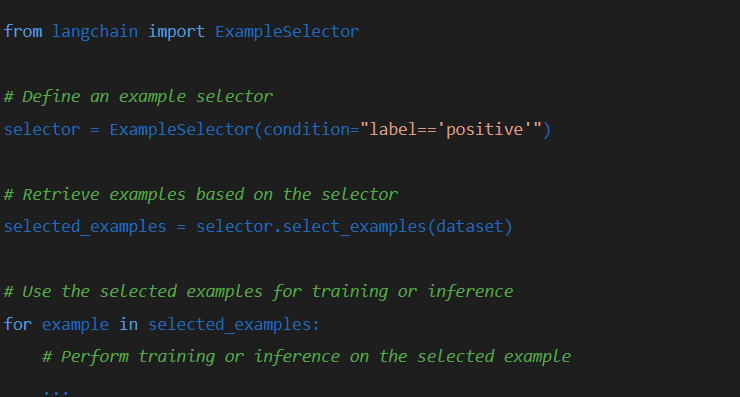 from langchain import ExampleSelector
# Define an example selector
selector = ExampleSelector(condition="label=='positive'")
# Retrieve examples based on the selector
selected_examples = selector.select_examples(dataset)
# Use the selected examples for training or inference
for example in selected_examples:
    # Perform training or inference on the selected example
    ...